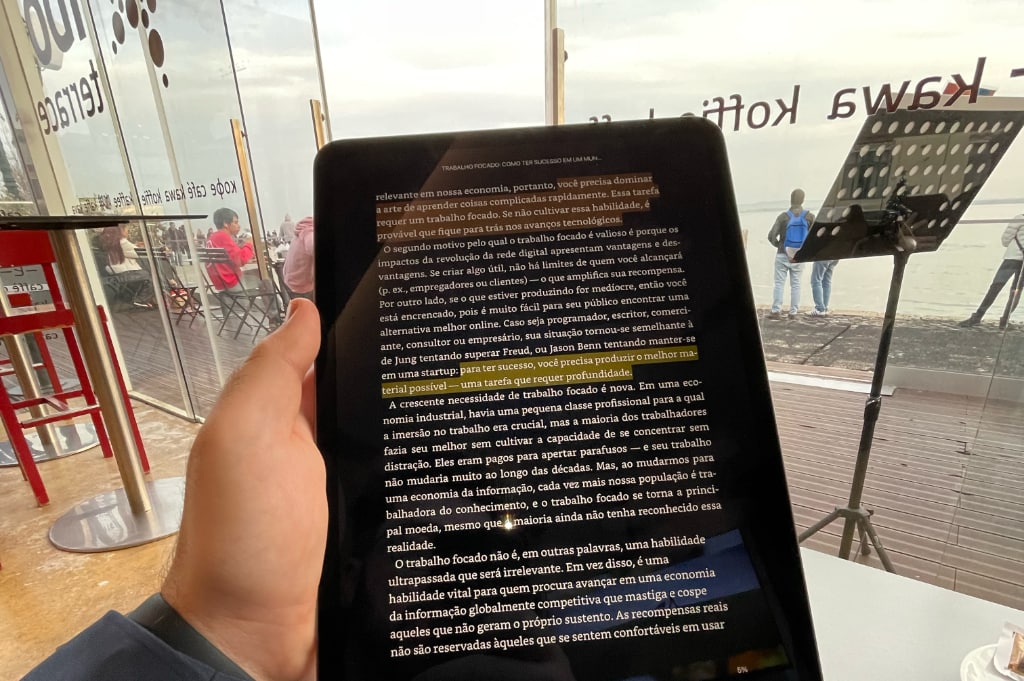 terrace
кофе café kawa koffie kaffee
r kawa koffie
TRABALHO FOCADO: COMO TER SUCESSO EM UM MUN...
relevante em nossa economia, portanto, você precisa dominar
a arte de aprender coisas complicadas rapidamente. Essa tarefa
requer um trabalho focado. Se não cultivar essa habilidade, é
provável que fique para trás nos avanços tecnológicos.
O segundo motivo pelo qual o trabalho focado é valioso é porque os
impactos da revolução da rede digital apresentam vantagens e des-
vantagens. Se criar algo útil, não há limites de quem você alcançará
(p. ex., empregadores ou clientes) — o que amplifica sua recompensa.
Por outro lado, se o que estiver produzindo for medíocre, então você
está encrencado, pois é muito fácil para seu público encontrar uma
alternativa melhor online. Caso seja programador, escritor, comerci-
ante, consultor ou empresário, sua situação tornou-se semelhante à
de Jung tentando superar Freud, ou Jason Benn tentando manter-se
em uma startup: para ter sucesso, você precisa produzir o melhor ma-
terial possível — uma tarefa que requer profundidade.
A crescente necessidade de trabalho focado é nova. Em uma eco-
nomia industrial, havia uma pequena classe profissional para a qual
a imersão no trabalho era crucial, mas a maioria dos trabalhadores
fazia seu melhor sem cultivar a capacidade de se concentrar sem
distração. Eles eram pagos para apertar parafusos — e seu trabalho
não mudaria muito ao longo das décadas. Mas, ao mudarmos para
uma economia da informação, cada vez mais nossa população é tra-
balhadora do conhecimento, e o trabalho focado se torna a princi-
pal moeda, mesmo que a maioria ainda não tenha reconhecido essa
realidade.
O trabalho focado não é, em outras palavras, uma habilidade
ultrapassada que será irrelevante. Em vez disso, é uma
habilidade vital para quem procura avançar em uma economia
da informação globalmente competitiva que mastiga e cospe
aqueles que não geram o próprio sustento. As recompensas reais
não são reservadas àqueles que se sentem confortáveis em usar
5%